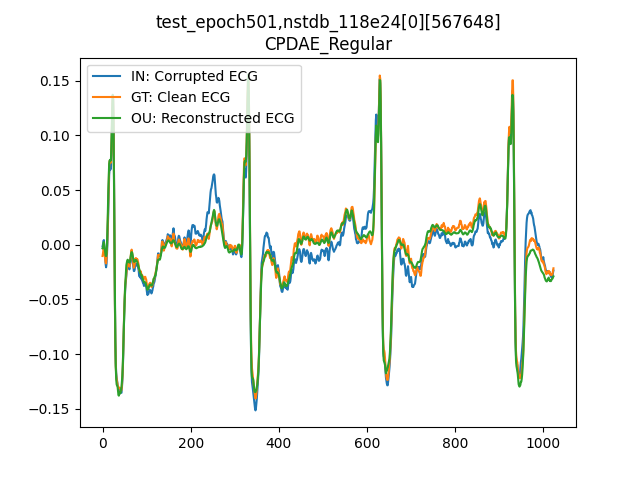 test_epoch501,nstdb_118e24[0][567648]
CPDAE_Regular
IN: Corrupted ECG
GT: Clean ECG
OU: Reconstructed ECG
0.15
0.10
0.05
0.00
−0.05
−0.10
−0.15
0
200
400
600
800
1000